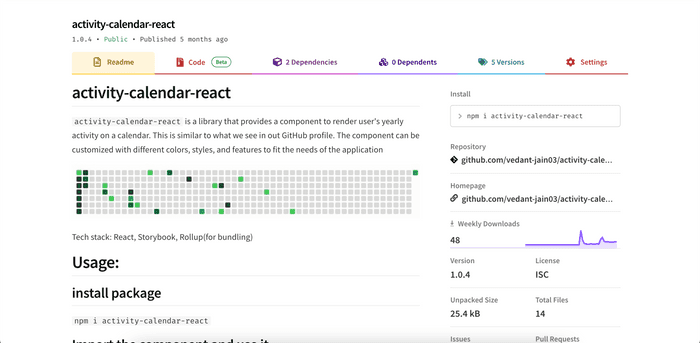 activity-calendar-react
1.0.4 • Public • Published 5 months ago
Readme
Code Beta
2 Dependencies
0 Dependents
5 Versions
Settings
activity-calendar-react
activity-calendar-react is a library that provides a component to render user's yearly
activity on a calendar. This is similar to what we see in out GitHub profile. The component can be
customized with different colors, styles, and features to fit the needs of the application
Tech stack: React, Storybook, Rollup(for bundling)
Usage:
install package
npm i activity-calendar-react
Import the component and use it
Install
> npm i activity-calendar-react
Repository
github.com/vedant-jain03/activity-cale...
Homepage
github.com/vedant-jain03/activity-cale...
Weekly Downloads
48
Version
License
1.0.4
ISC
Unpacked Size
Total Files
25.4 kB
14
Issues
Pull Requests